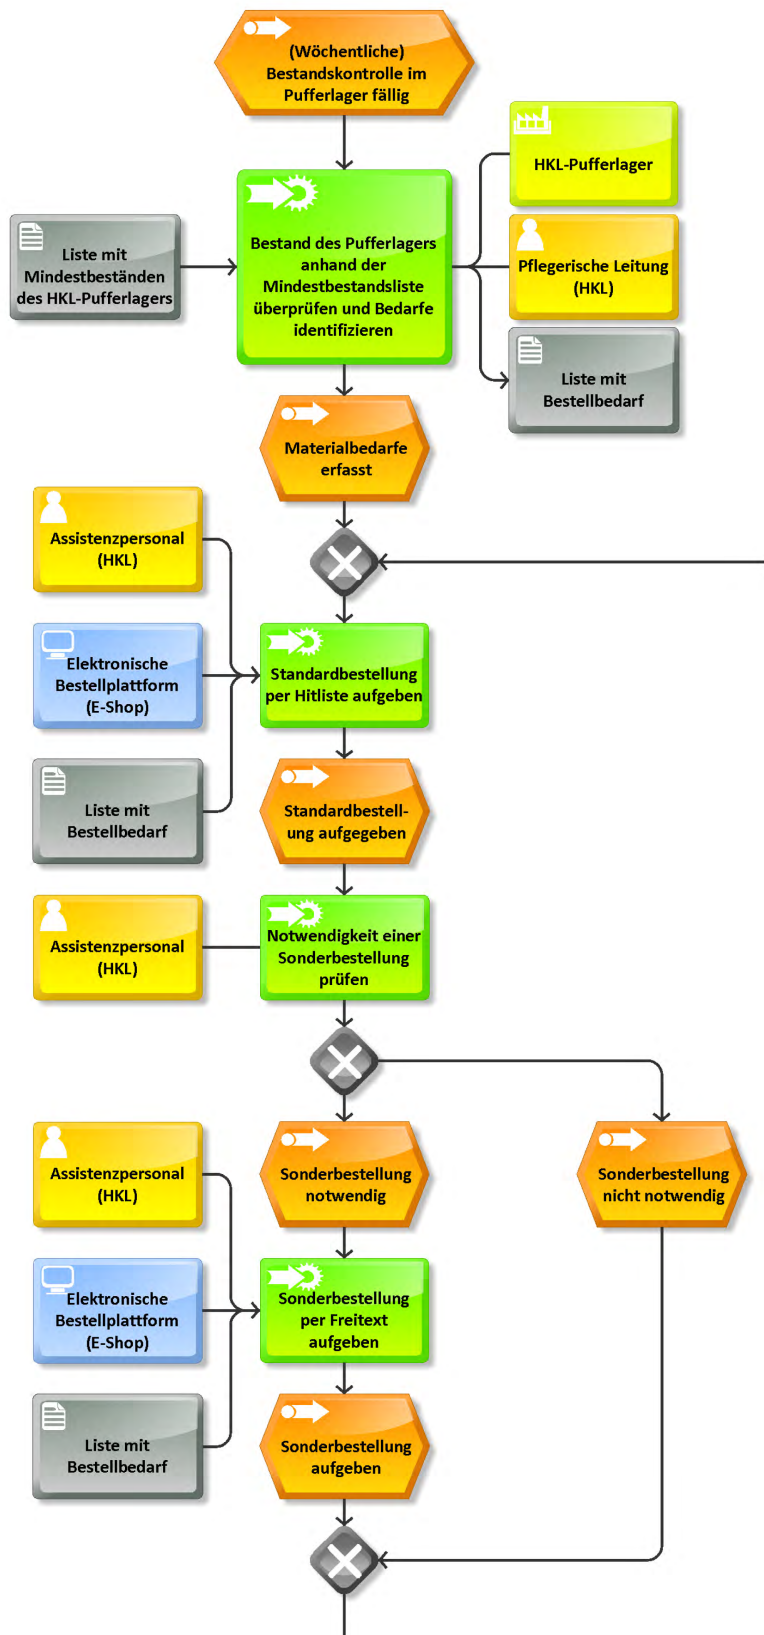 (Wöchentliche)
Bestandskontrolle im
Pufferlager fällig
HKL-Pufferlager
Liste mit
Mindestbeständen
des HKL-Pufferlagers
Bestand des Pufferlagers
anhand der
Mindestbestandsliste
überprüfen und Bedarfe
identifizieren
Pflegerische Leitung
(HKL)
Liste mit
Bestellbedarf
Materialbedarfe
erfasst
Assistenzpersonal
(HKL)
Elektronische
Bestellplattform
(E-Shop)
Standardbestellung
per Hitliste aufgeben
Liste mit
Bestellbedarf
Standardbestell-
ung aufgegeben
Assistenzpersonal
(HKL)
Notwendigkeit einer
Sonderbestellung
prüfen
Assistenzpersonal
(HKL)
Sonderbestellung
notwendig
Sonderbestellung
nicht notwendig
Elektronische
Bestellplattform
(E-Shop)
Sonderbestellung
per Freitext
aufgeben
Liste mit
Bestellbedarf
Sonderbestellung
aufgeben